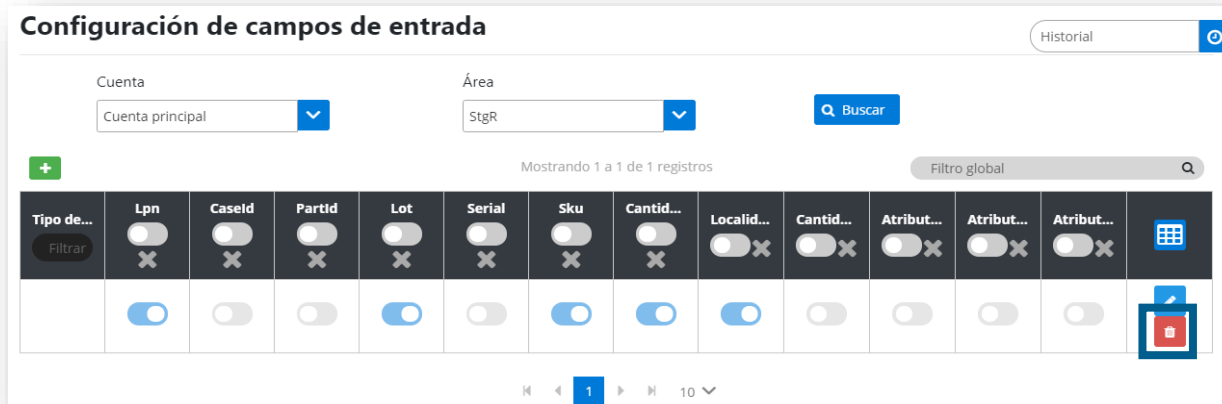 Configuración de campos de entrada
Historial
Cuenta
Área
Cuenta principal
StgR
Buscar
Mostrando 1 a 1 de 1 registros
Filtro global
Tipo de... Lpn CaseId PartId Lot Serial Sku Cantid... Localid... Cantid... Atribut... Atribut... Atribut...
Filtrar
1 10